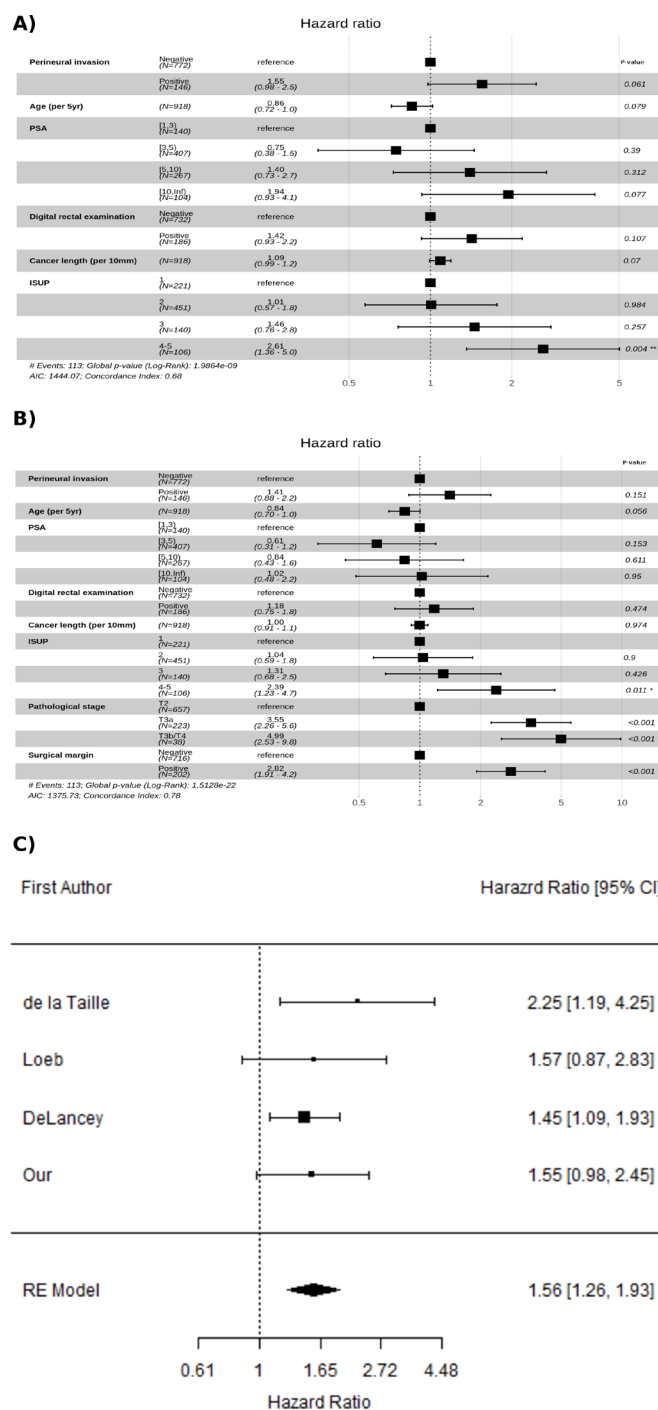 A)
Hazard ratio
P-value
Perineural invasion Negative (N=772) reference
Positive (N=146) 1.55 (0.98 - 2.5) 0.061
Age (per 5yr) (N=918) 0.86 (0.72 - 1.0) 0.079
PSA [1,3) (N=140) reference
[3,5) (N=407) 0.75 (0.38 - 1.5) 0.39
[5,10) (N=267) 1.40 (0.73 - 2.7) 0.312
[10,Inf) (N=104) 1.94 (0.93 - 4.1) 0.077
Digital rectal examination Negative (N=732) reference
Positive (N=186) 1.42 (0.93 - 2.2) 0.107
Cancer length (per 10mm) (N=918) 1.09 (0.99 - 1.2) 0.07
ISUP 1 (N=221) reference
2 (N=451) 1.01 (0.57 - 1.8) 0.984
3 (N=140) 1.46 (0.76 - 2.8) 0.257
4-5 (N=106) 2.61 (1.36 - 5.0) 0.004 **
# Events: 113; Global p-value (Log-Rank): 1.9864e-09
AIC: 1444.07; Concordance Index: 0.68
0.5 1 2 5
B)
Hazard ratio
P-value
Perineural invasion Negative (N=772) reference
Positive (N=146) 1.41 (0.88 - 2.2) 0.151
Age (per 5yr) (N=918) 0.84 (0.70 - 1.0) 0.056
PSA [1,3) (N=140) reference
[3,5) (N=407) 0.61 (0.31 - 1.2) 0.153
[5,10) (N=267) 0.84 (0.43 - 1.6) 0.611
[10,Inf) (N=104) 1.02 (0.48 - 2.2) 0.95
Digital rectal examination Negative (N=732) reference
Positive (N=186) 1.18 (0.75 - 1.8) 0.474
Cancer length (per 10mm) (N=918) 1.00 (0.91 - 1.1) 0.974
ISUP 1 (N=221) reference
2 (N=451) 1.04 (0.59 - 1.8) 0.9
3 (N=140) 1.31 (0.68 - 2.5) 0.426
4-5 (N=106) 2.39 (1.23 - 4.7) 0.011 *
Pathological stage T2 (N=657) reference
T3a (N=223) 3.55 (2.26 - 5.6) <0.001
T3b/T4 (N=38) 4.99 (2.53 - 9.8) <0.001
Surgical margin Negative (N=716) reference
Positive (N=202) 2.82 (1.91 - 4.2) <0.001
# Events: 113; Global p-value (Log-Rank): 1.5128e-22
AIC: 1375.73; Concordance Index: 0.78
0.5 1 2 5 10
C)
First Author Harazrd Ratio [95% CI]
de la Taille 2.25 [1.19, 4.25]
Loeb 1.57 [0.87, 2.83]
DeLancey 1.45 [1.09, 1.93]
Our 1.55 [0.98, 2.45]
RE Model 1.56 [1.26, 1.93]
0.61 1 1.65 2.72 4.48
Hazard Ratio